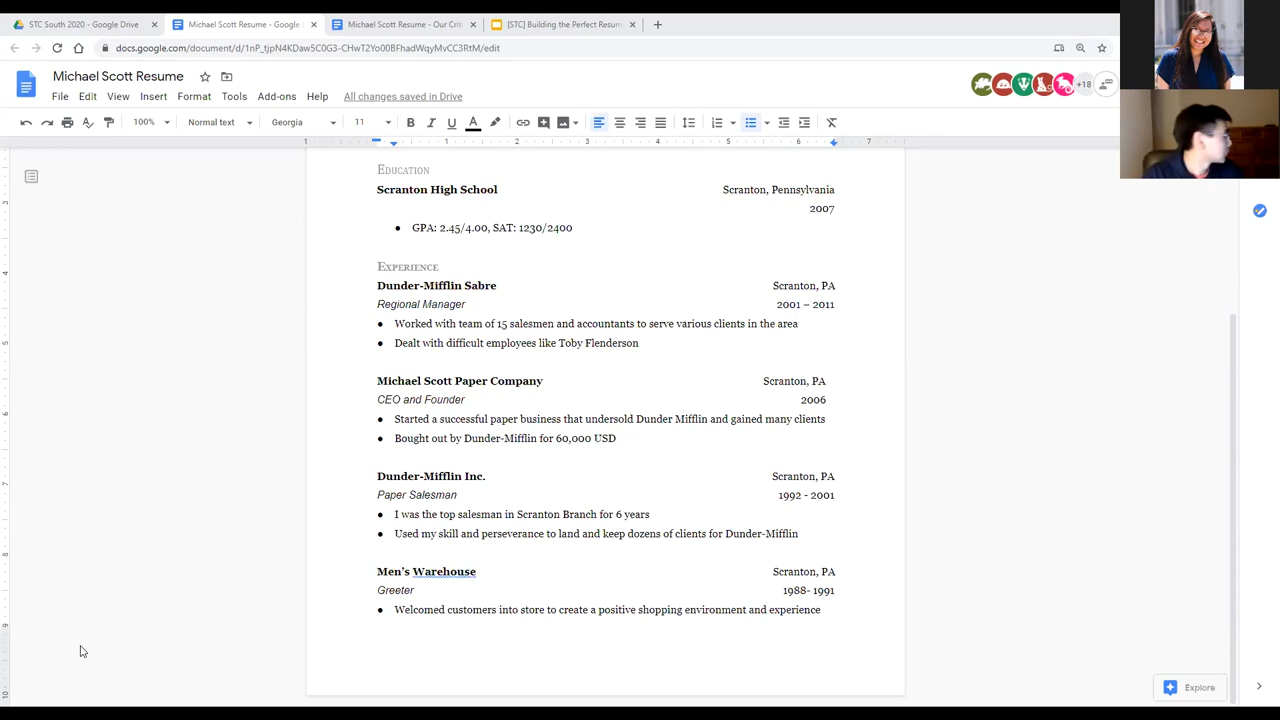 STC South 2020 - Google Drive
Michael Scott Resume - Google
Michael Scott Resume - Our Crit
[STC] Building the Perfect Resum
docs.google.com/document/d/1nP_tjpN4KDaw5C0G3-CHwT2Yo00BFhadWqyMvCC3RtM/edit
Michael Scott Resume
File Edit View Insert Format Tools Add-ons Help All changes saved in Drive
+18
100% Normal text Georgia 11
1 1 2 3 4 5 6 7
Education
Scranton High School Scranton, Pennsylvania
2007
● GPA: 2.45/4.00, SAT: 1230/2400
Experience
Dunder-Mifflin Sabre Scranton, PA
Regional Manager 2001 – 2011
● Worked with team of 15 salesmen and accountants to serve various clients in the area
● Dealt with difficult employees like Toby Flenderson
Michael Scott Paper Company Scranton, PA
CEO and Founder 2006
● Started a successful paper business that undersold Dunder Mifflin and gained many clients
● Bought out by Dunder-Mifflin for 60,000 USD
Dunder-Mifflin Inc. Scranton, PA
Paper Salesman 1992 - 2001
● I was the top salesman in Scranton Branch for 6 years
● Used my skill and perseverance to land and keep dozens of clients for Dunder-Mifflin
Men's Warehouse Scranton, PA
Greeter 1988- 1991
● Welcomed customers into store to create a positive shopping environment and experience
Explore